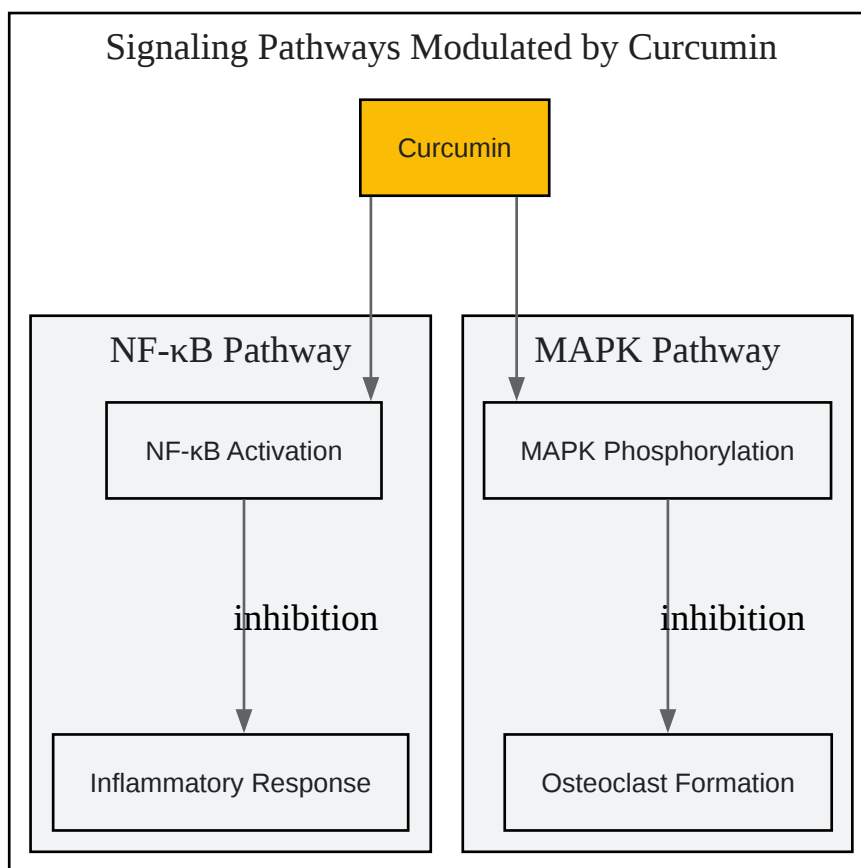 Signaling Pathways Modulated by Curcumin
Curcumin
NF-κB Pathway
MAPK Pathway
NF-κB Activation
MAPK Phosphorylation
inhibition
inhibition
Inflammatory Response
Osteoclast Formation